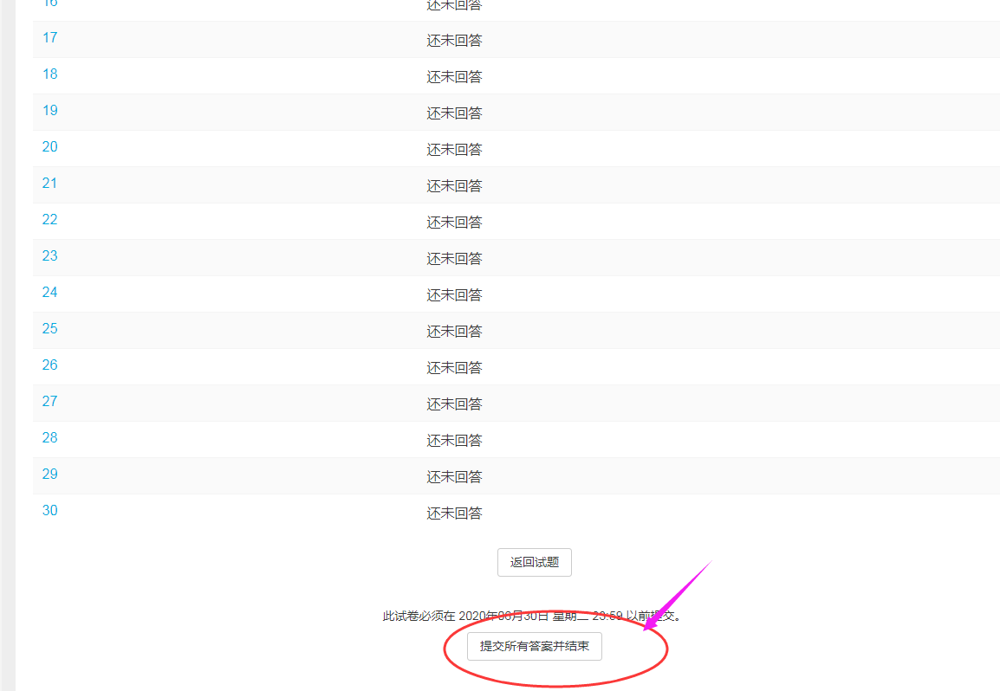 16 还未回答
17 还未回答
18 还未回答
19 还未回答
20 还未回答
21 还未回答
22 还未回答
23 还未回答
24 还未回答
25 还未回答
26 还未回答
27 还未回答
28 还未回答
29 还未回答
30 还未回答
返回试题
此试卷必须在 2020年06月30日 星期二 23:59 以前提交。
提交所有答案并结束